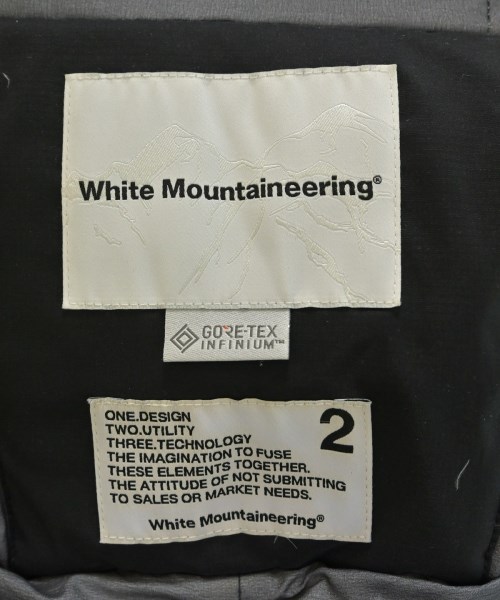 White Mountaineering®
GORE-TEX
INFINIUM™
2
ONE.DESIGN
TWO.UTILITY
THREE.TECHNOLOGY
THE IMAGINATION TO FUSE
THESE ELEMENTS TOGETHER.
THE ATTITUDE OF NOT SUBMITTING
TO SALES OR MARKET NEEDS.
White Mountaineering®